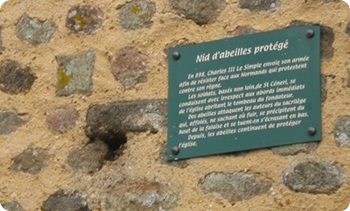 Nid d'abeilles protégé
En 898, Charles III Le Simple envoie son armée
afin de résister face aux Normands qui protestent
contre son règne.
Les soldats, basés non loin, de St Céneri, se
conduisent avec irrespect aux abords immédiats
de l'église abritant le tombeau du fondateur.
Des abeilles attaquent les auteurs du sacrilège
qui, affolés, ne sachant où fuir, se précipitent du
haut de la falaise et se tuent en s'écrasant en bas.
Depuis, les abeilles continuent de protéger
l'église.